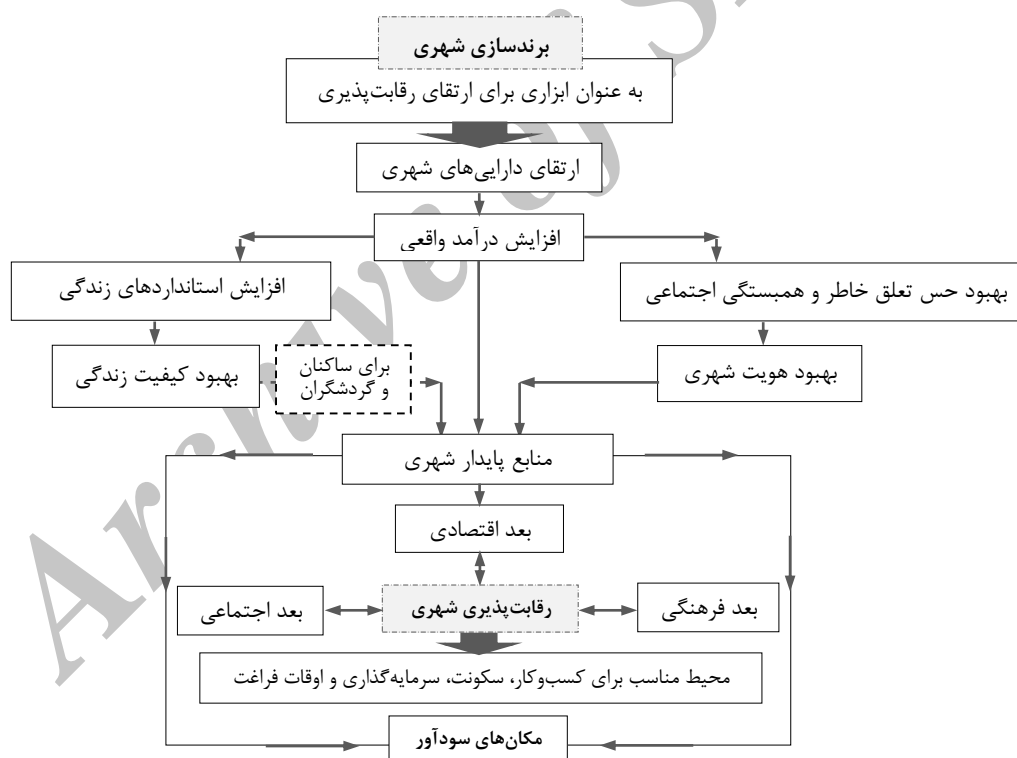 برندسازی شهری
به عنوان ابزاری برای ارتقای رقابت‌پذیری
ارتقای دارایی‌های شهری
افزایش درآمد واقعی
بهبود حس تعلق خاطر و همبستگی اجتماعی
افزایش استانداردهای زندگی
بهبود هویت شهری
برای ساکنان
و گردشگران
بهبود کیفیت زندگی
منابع پایدار شهری
بعد اقتصادی
بعد فرهنگی
رقابت‌پذیری شهری
بعد اجتماعی
محیط مناسب برای کسب‌وکار، سکونت، سرمایه‌گذاری و اوقات فراغت
مکان‌های سودآور
Archive of S